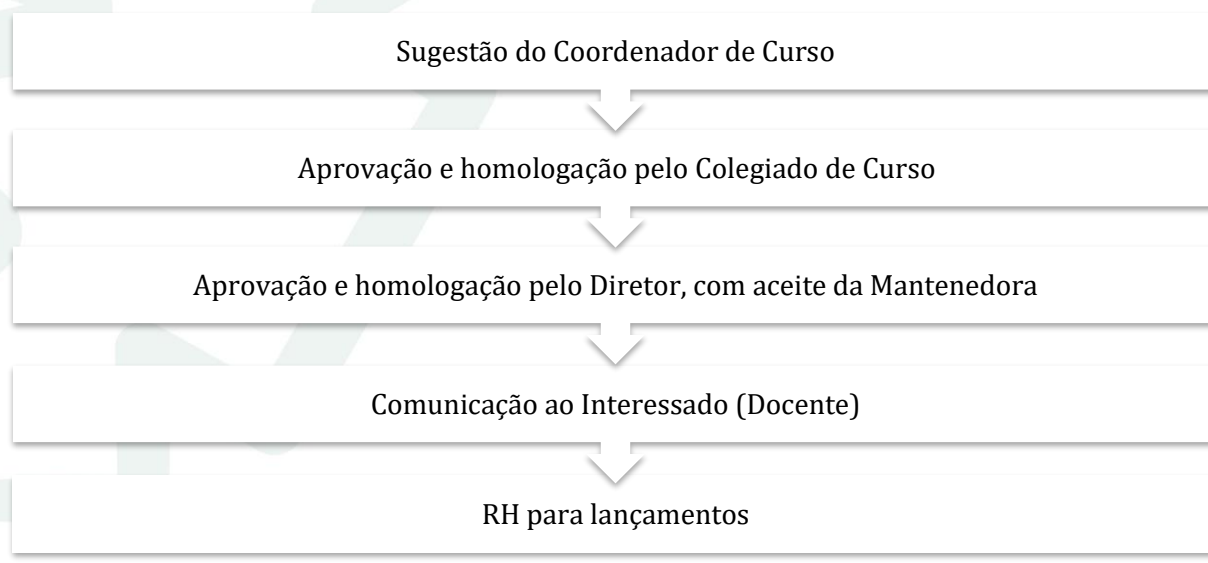 Sugestão do Coordenador de Curso
Aprovação e homologação pelo Colegiado de Curso
Aprovação e homologação pelo Diretor, com aceite da Mantenedora
Comunicação ao Interessado (Docente)
RH para lançamentos